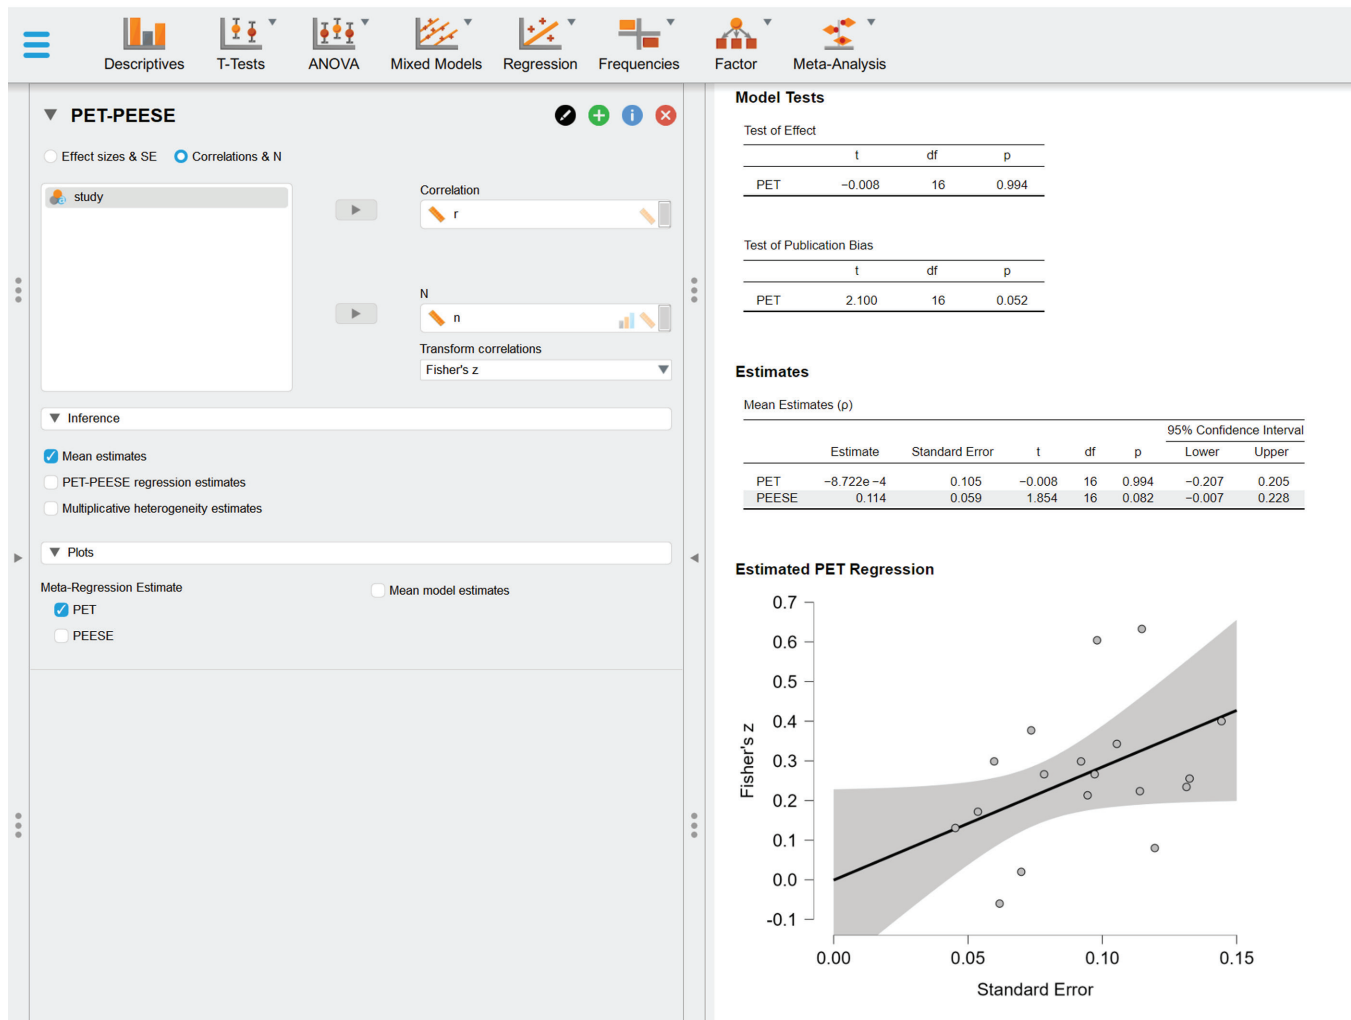 Descriptives T-Tests ANOVA Mixed Models Regression Frequencies Factor Meta-Analysis
PET-PEESE
Effect sizes & SE Correlations & N
study
Correlation
r
N
n
Transform correlations
Fisher's z
Inference
Mean estimates
PET-PEESE regression estimates
Multiplicative heterogeneity estimates
Plots
Meta-Regression Estimate
Mean model estimates
PET
PEESE
Model Tests
Test of Effect
t df p
PET −0.008 16 0.994
Test of Publication Bias
t df p
PET 2.100 16 0.052
Estimates
Mean Estimates (ρ)
95% Confidence Interval
Estimate Standard Error t df p Lower Upper
PET −8.722e −4 0.105 −0.008 16 0.994 −0.207 0.205
PEESE 0.114 0.059 1.854 16 0.082 −0.007 0.228
Estimated PET Regression
0.7
0.6
0.5
0.4
0.3
0.2
0.1
0.0
-0.1
Fisher's z
0.00 0.05 0.10 0.15
Standard Error